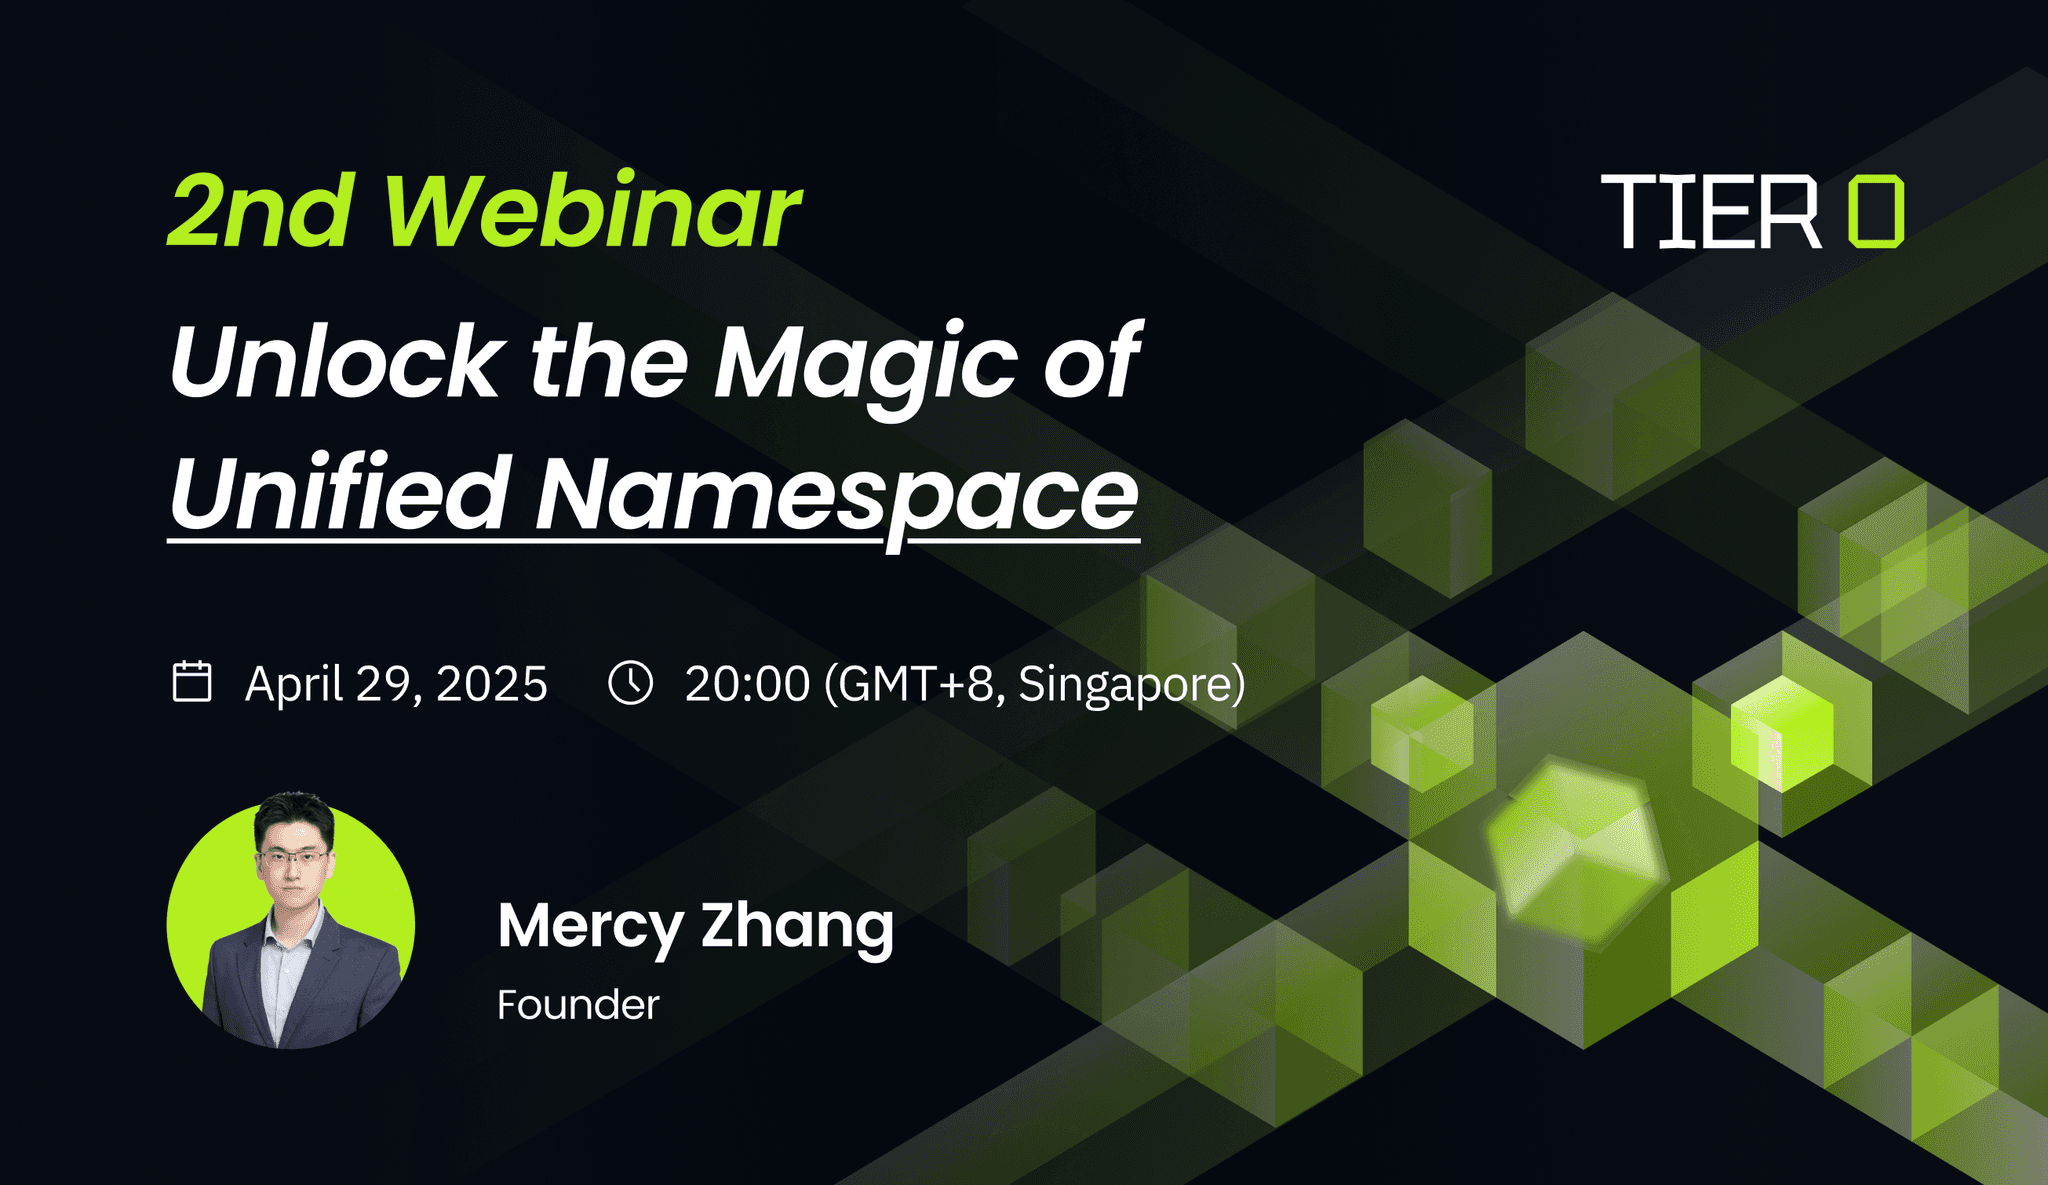 2nd Webinar
TIER 0
Unlock the Magic of
Unified Namespace
April 29, 2025 20:00 (GMT+8, Singapore)
Mercy Zhang
Founder